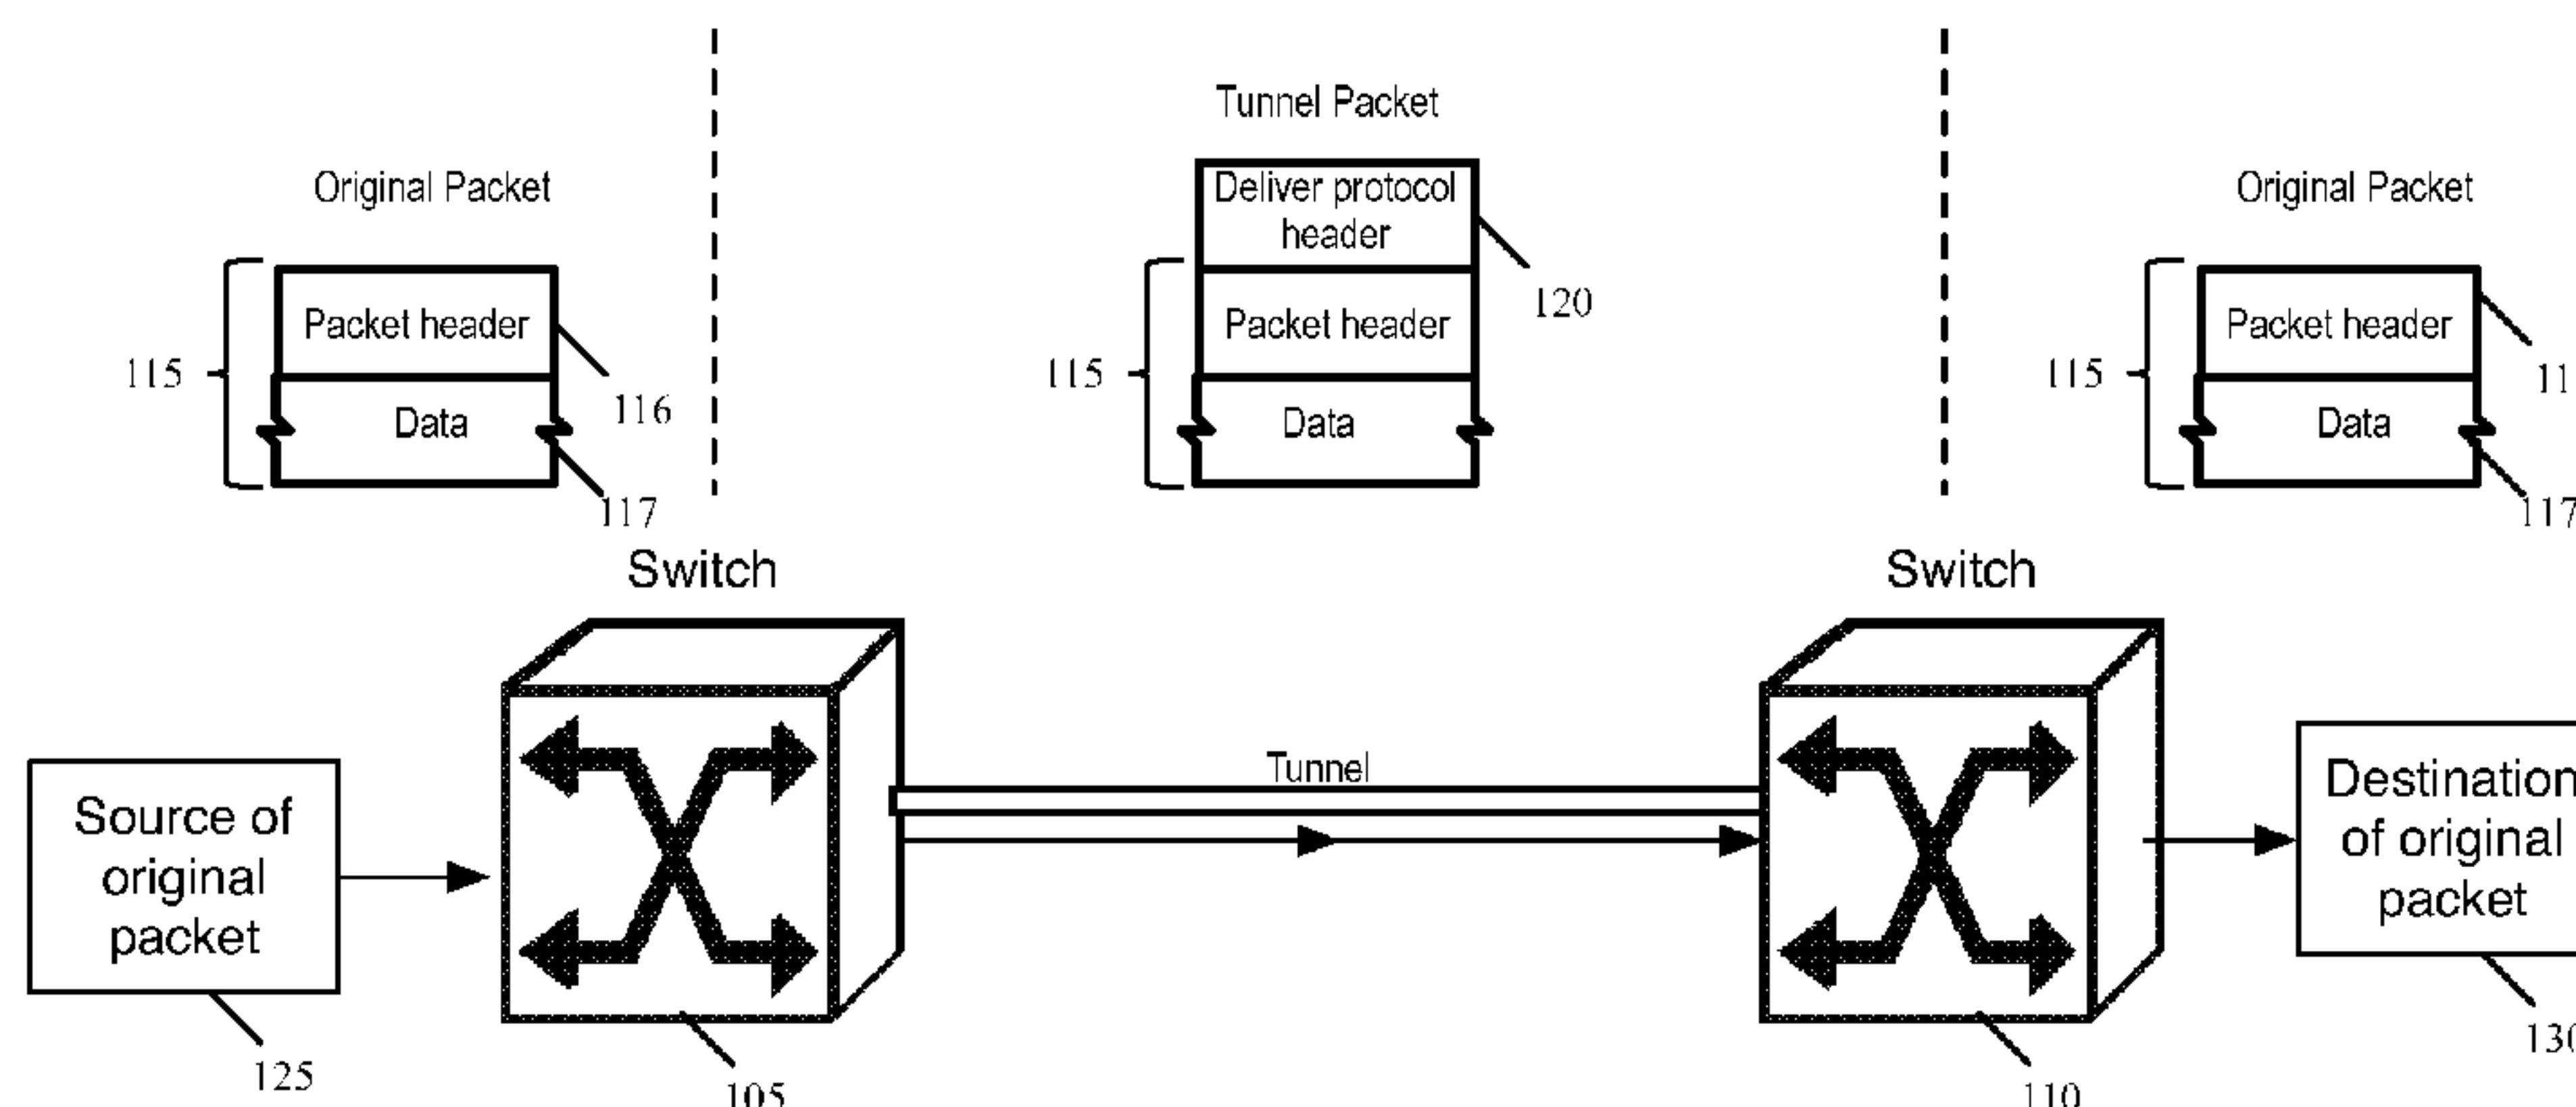 Tunnel Packet
Original Packet
Deliver protocol
header
Original Packet
120
Packet header
Packet header
Packet header
115
115
115
116
11
Data
Data
Data
117
117
Switch
Switch
Tunnel
Source of
original
packet
Destination
of original
packet
125
105
110
130